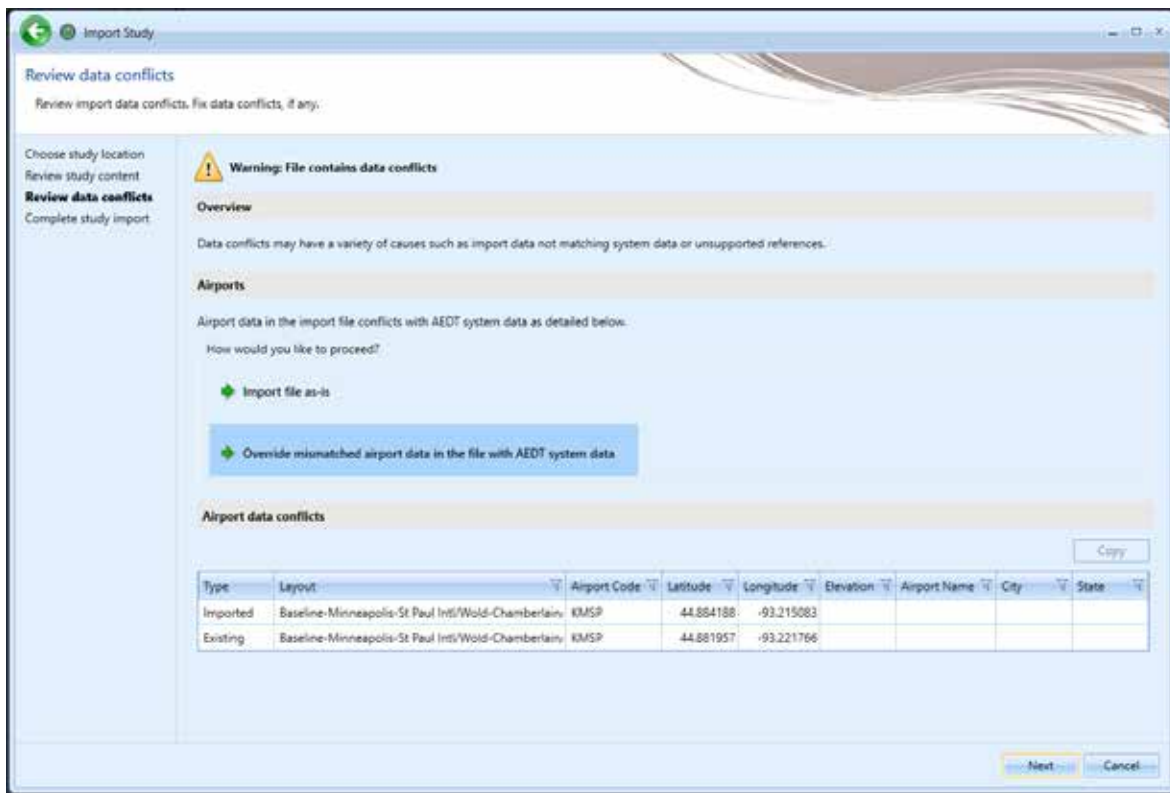 Import Study
Review data conflicts
Review import data conflicts. Fix data conflicts, if any.
Choose study location
Review study content
Review data conflicts
Complete study import
Warning: File contains data conflicts
Overview
Data conflicts may have a variety of causes such as import data not matching system data or unsupported references.
Airports
Airport data in the import file conflicts with AEDT system data as detailed below.
How would you like to proceed?
Import file as-is
Override mismatched airport data in the file with AEDT system data
Airport data conflicts
Copy
Type Layout Airport Code Latitude Longitude Elevation Airport Name City State
Imported Baseline-Minneapolis-St Paul Intl/Wold-Chamberlain, KMSP 44.884188 -93.215083
Existing Baseline-Minneapolis-St Paul Intl/Wold-Chamberlain, KMSP 44.881957 -93.221766
Next Cancel